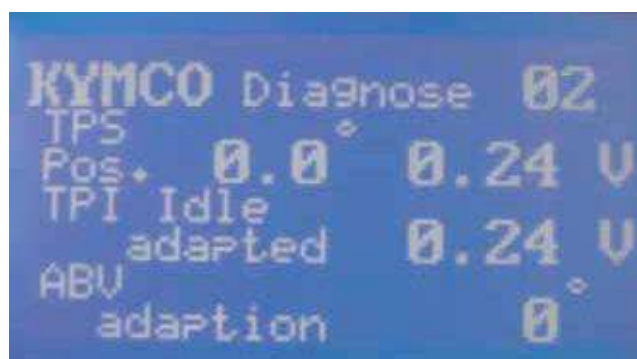 KYMCO Diagnose 02
TPS
Pos. 0.0° 0.24 V
TPI Idle
adapted 0.24 V
ABV
adaption 0°